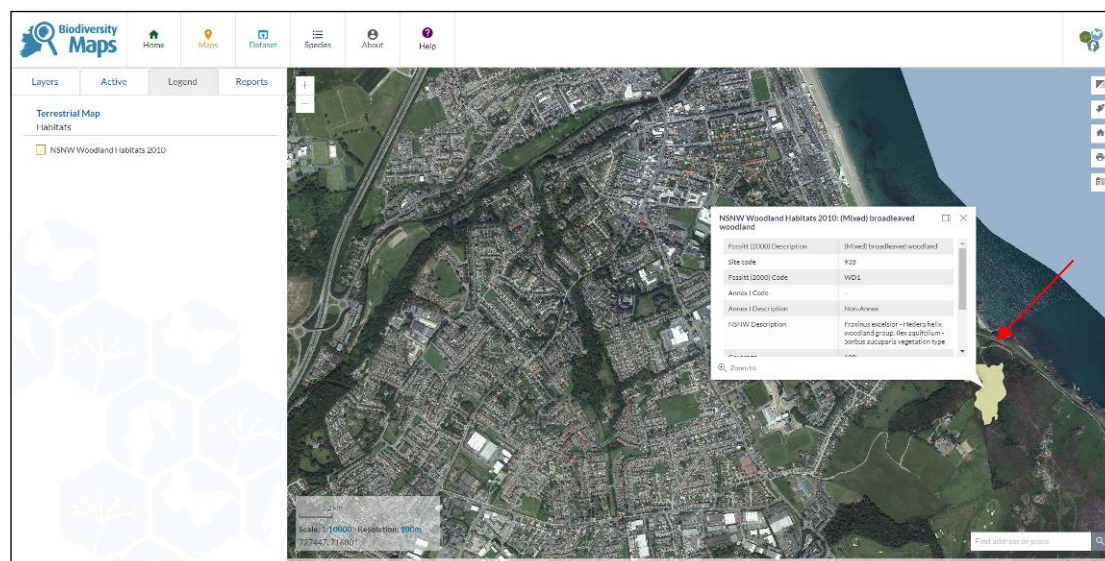 Biodiversity
Maps
Home
Maps
Dataset
Species
About
Help
Layers
Active
Legend
Reports
Terrestrial Map
Habitats
NSNW Woodland Habitats 2010
NSNW Woodland Habitats 2010: (Mixed) broadleaved
woodland
Fossitt (2000) Description (Mixed) broadleaved woodland
Site code 935
Fossitt (2000) Code WD1
Annex I Code -
Annex I Description Non-Annex
NSNW Description Fraxinus excelsior - Hedera helix
woodland group, Ilex aquifolium -
Sorbus aucuparia vegetation type
Coverage 100
Zoom to
Scale: 1:10000 - Resolution: 100m
Find address or place